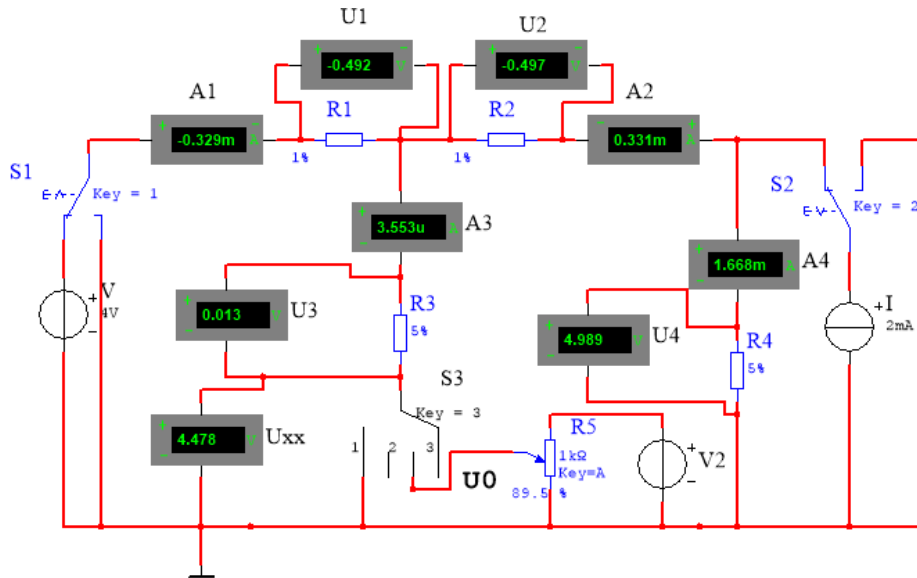 U1
U2
+ -0.492 V -
+ -0.497 V -
A1
R1
R2
A2
+ -0.329m A -
- 0.331m A +
1%
1%
S1
Key = 1
S2
Key = 2
+ 3.553u A -
A3
+ 1.668m A -
A4
V
4V
+
-
+ 0.013 V -
U3
R3
5%
+ 4.989 V -
U4
R4
5%
I
2mA
+
-
S3
Key = 3
+ 4.478 V -
Uxx
1
2
3
U0
R5
1kΩ
Key=A
89.5 %
V2
+
-